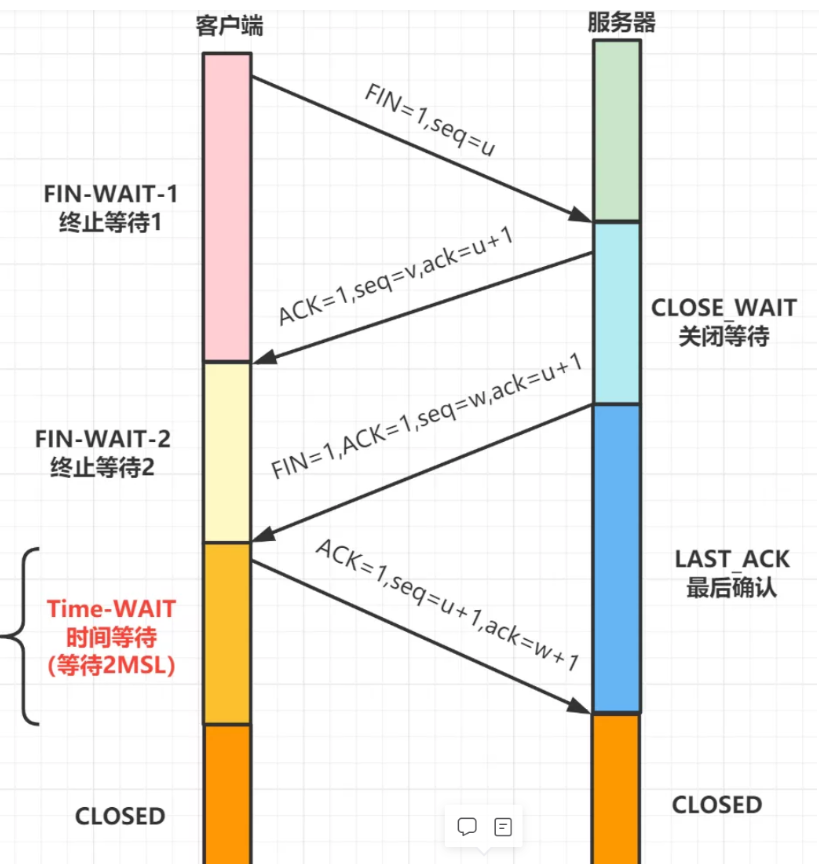 客户端
服务器
FIN=1,seq=u
FIN-WAIT-1
终止等待1
ACK=1,seq=v,ack=u+1
CLOSE_WAIT
关闭等待
FIN=1,ACK=1,seq=w,ack=u+1
FIN-WAIT-2
终止等待2
ACK=1,seq=u+1,ack=w+1
LAST_ACK
最后确认
Time-WAIT
时间等待
（等待2MSL）
CLOSED
CLOSED